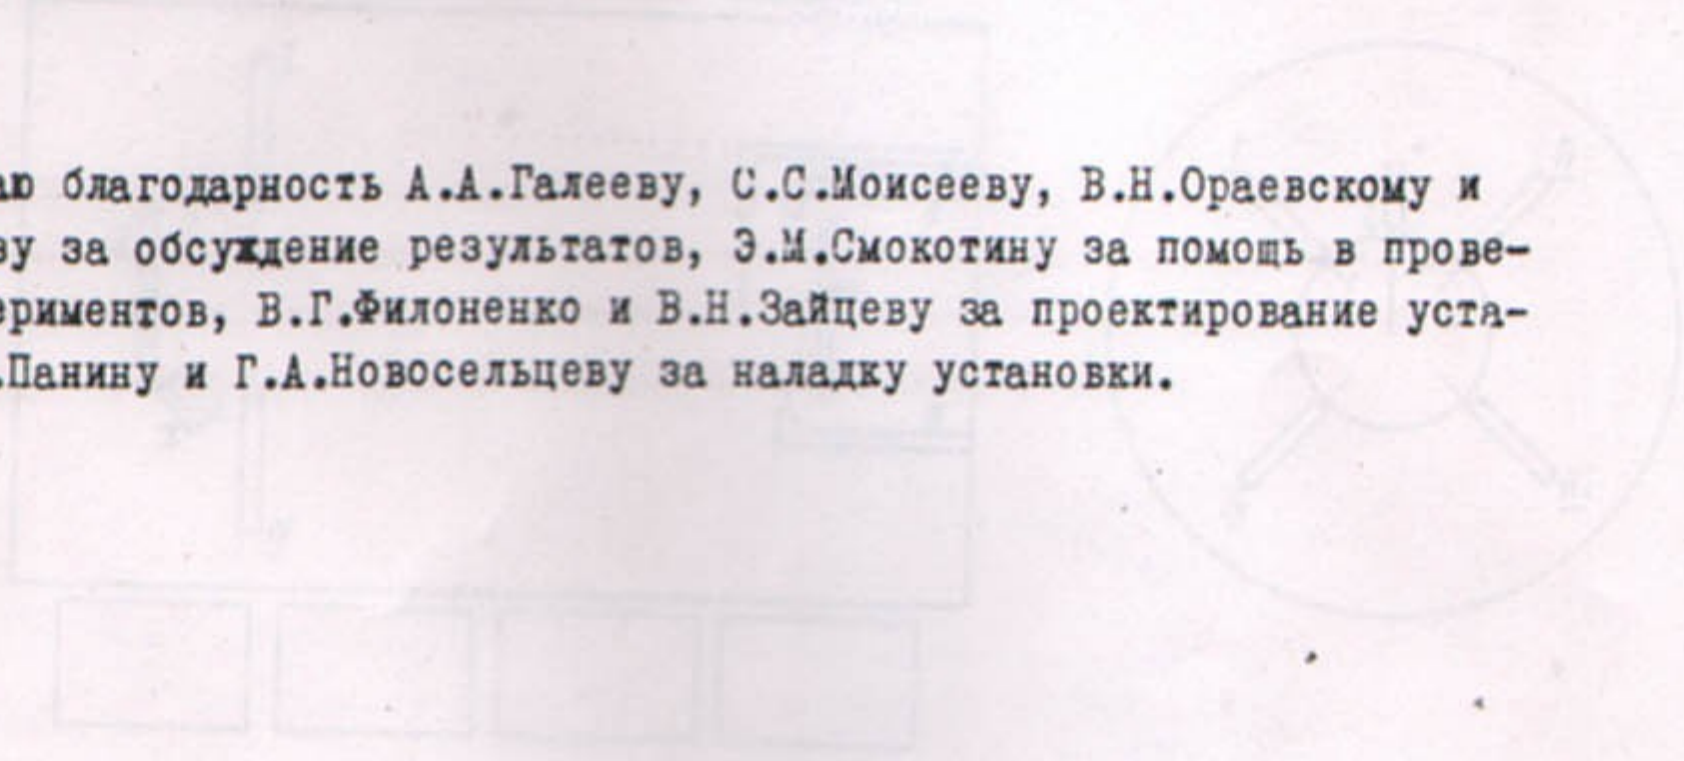 аю благодарность А.А.Галееву, С.С.Моисееву, В.Н.Ораевскому и
ву за обсуждение результатов, Э.М.Смокотину за помощь в прове-
ериментов, В.Г.Филоненко и В.Н.Зайцеву за проектирование уста-
.Панину и Г.А.Новосельцеву за наладку установки.